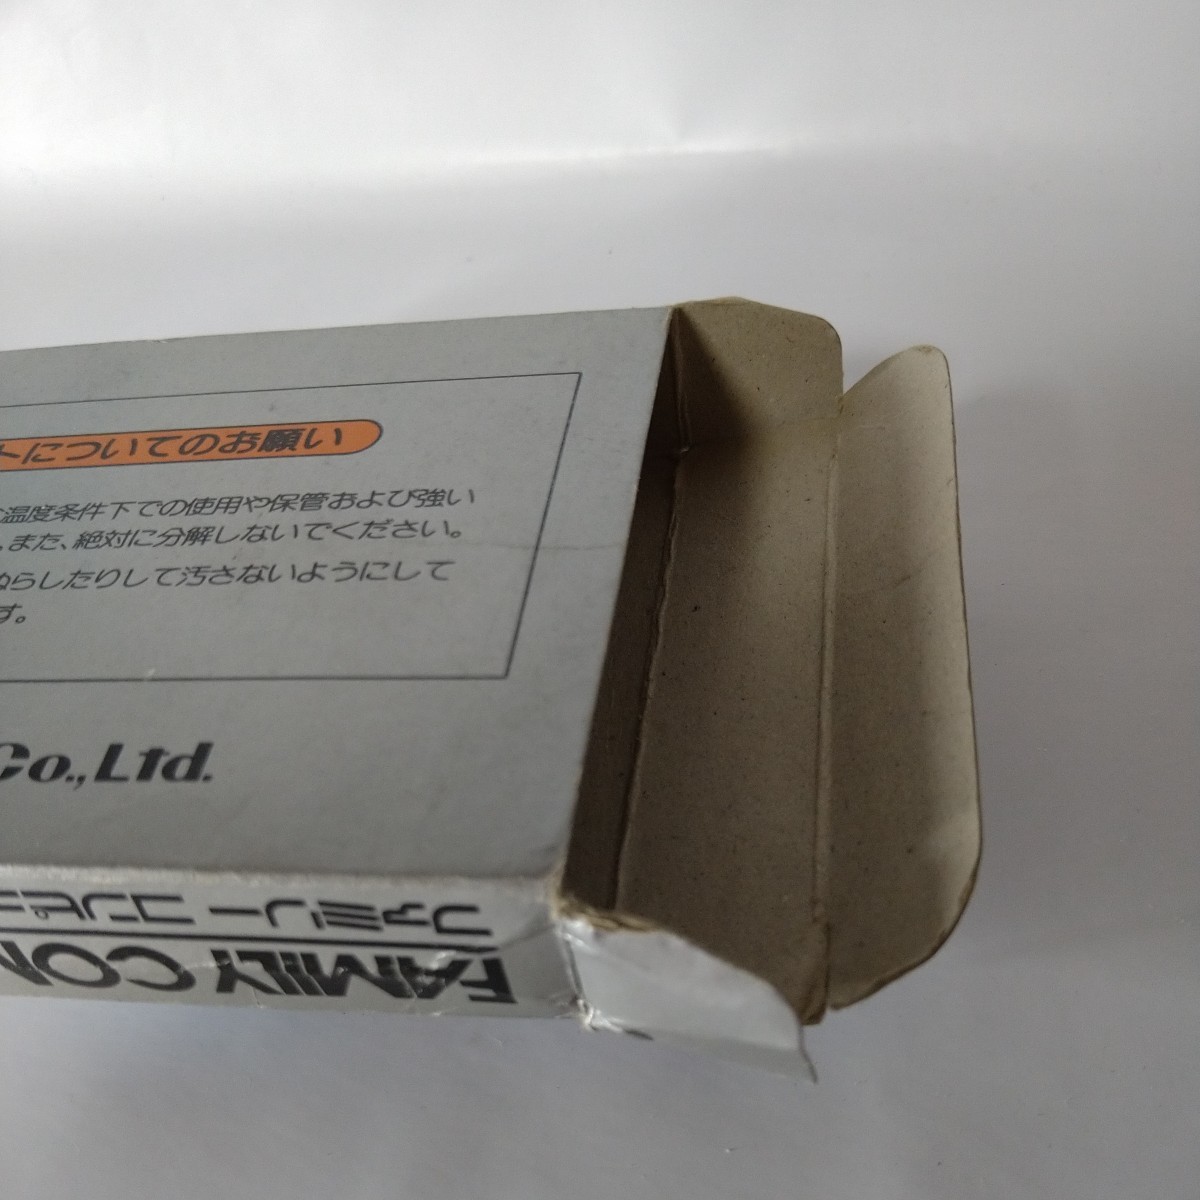 トについてのお願い
温度条件下での使用や保管および強い
、また、絶対に分解しないでください。
ぬらしたりして汚さないようにして
す。
Co.,Ltd.
ファミリー コンピ
FAMILY CON